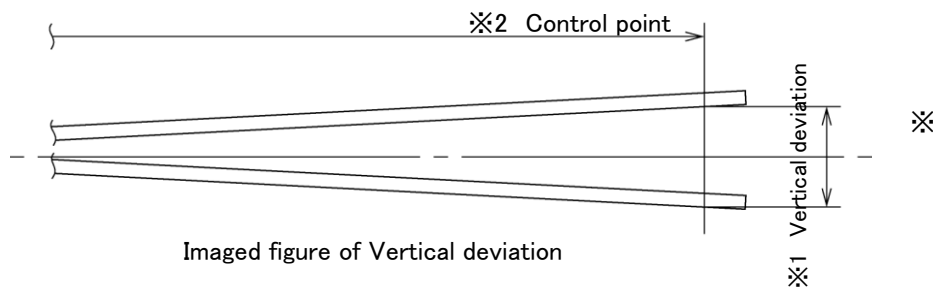 ※2 Control point
※1 Vertical deviation
※
Imaged figure of Vertical deviation